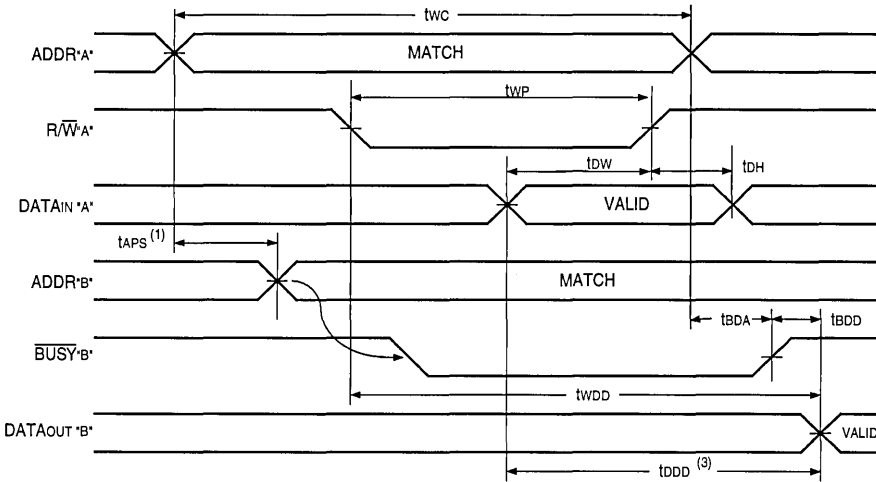 tWC
ADDR"A" MATCH
tWP
R/W̅"A"
tDW tDH
DATAIN "A" VALID
tAPS (1)
ADDR"B" MATCH
tBDA tBDD
B̅U̅S̅Y̅"B"
tWDD
DATAOUT "B" VALID
tDDD (3)